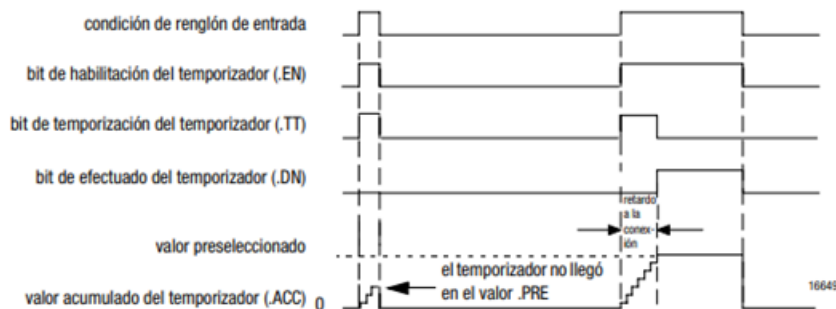 condición de renglón de entrada
bit de habilitación del temporizador (.EN)
bit de temporización del temporizador (.TT)
bit de efectuado del temporizador (.DN)
retardo
a la
conex-
ión
valor preseleccionado
el temporizador no llegó
en el valor .PRE
16649
valor acumulado del temporizador (.ACC)
0